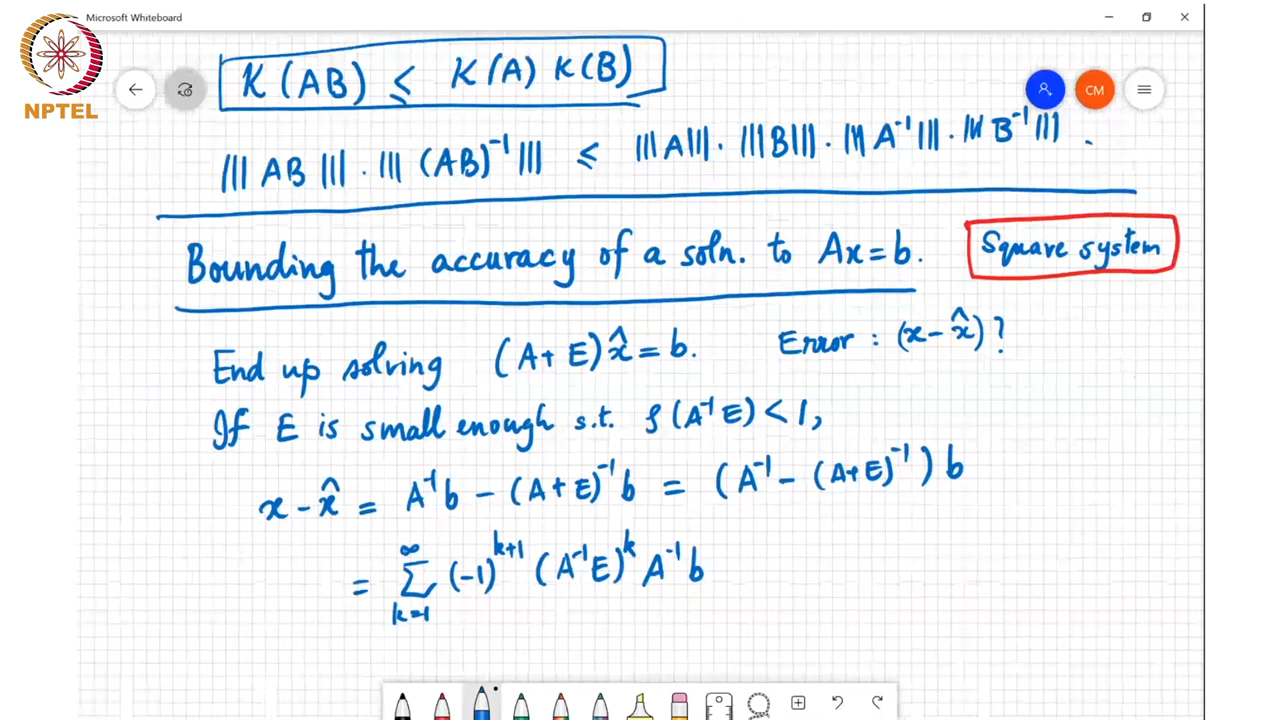 Microsoft Whiteboard
NPTEL
CM
κ(AB) ≤ κ(A) κ(B)
||| AB ||| · ||| (AB)⁻¹ ||| ≤ |||A||| · |||B||| · |||A⁻¹||| · |||B⁻¹||| .
Bounding the accuracy of a soln. to Ax = b.
Square system
End up solving (A + E) x̂ = b. Error : (x - x̂) ?
If E is small enough s.t. ρ(A⁻¹E) < 1,
x - x̂ = A⁻¹b - (A + E)⁻¹b = (A⁻¹ - (A+E)⁻¹) b
= ∑_{k=1}^{∞} (-1)^{k+1} (A⁻¹E)^k A⁻¹b